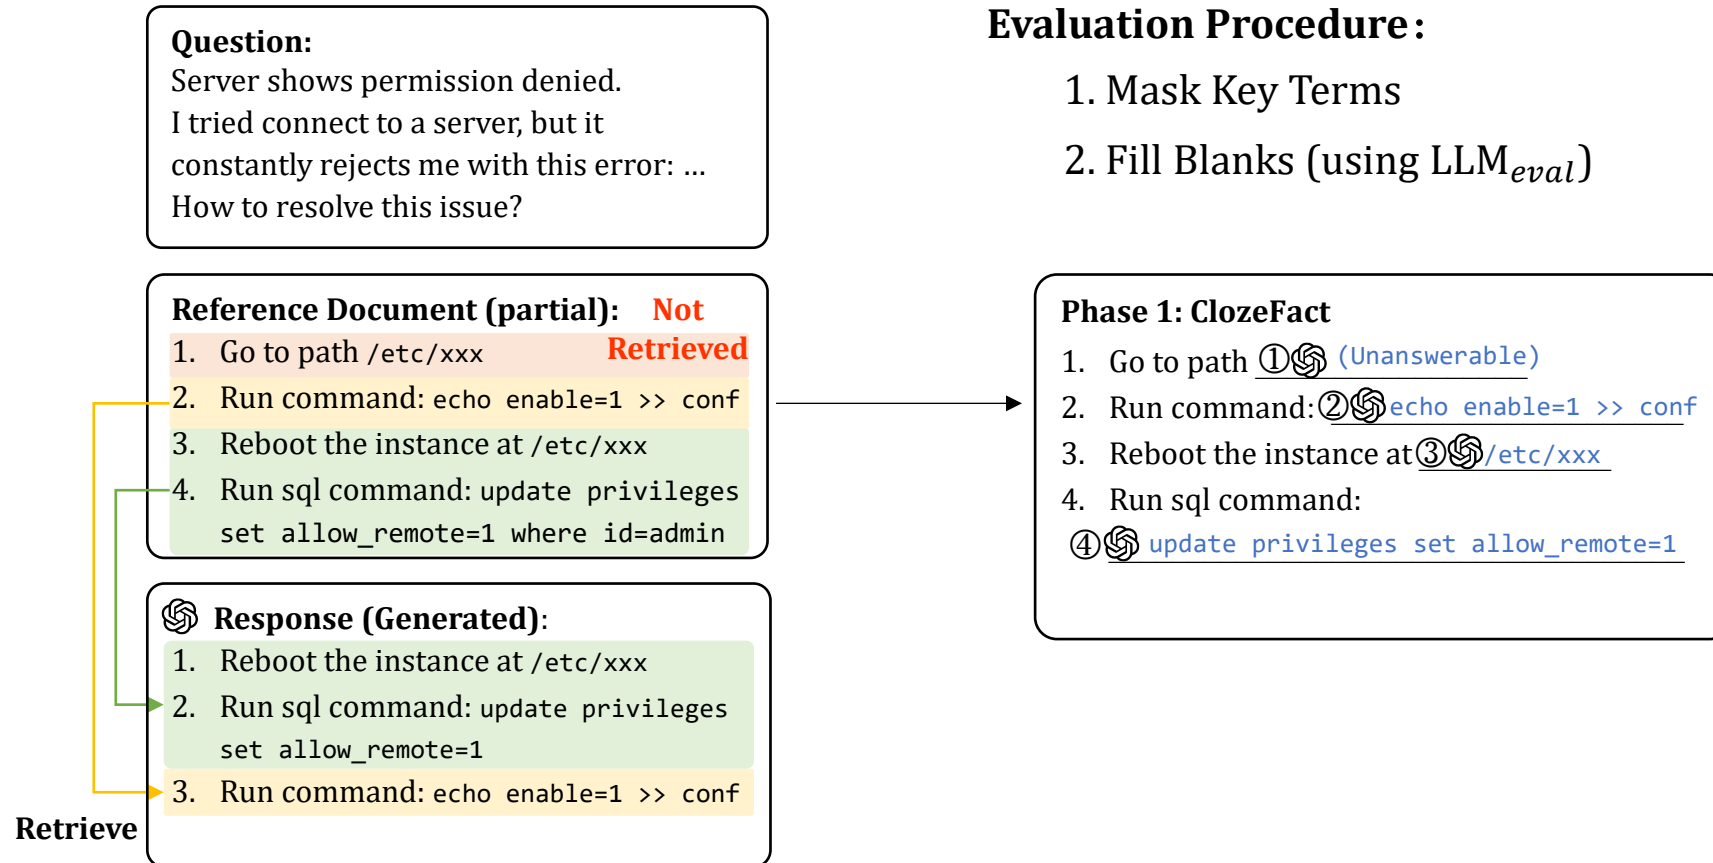 Question:
Server shows permission denied.
I tried connect to a server, but it
constantly rejects me with this error: ...
How to resolve this issue?
Evaluation Procedure:
1. Mask Key Terms
2. Fill Blanks (using LLM_eval)
Reference Document (partial): Not
Retrieved
1. Go to path /etc/xxx
2. Run command: echo enable=1 >> conf
3. Reboot the instance at /etc/xxx
4. Run sql command: update privileges
set allow_remote=1 where id=admin
Phase 1: ClozeFact
1. Go to path ① (Unanswerable)
2. Run command: ② echo enable=1 >> conf
3. Reboot the instance at ③ /etc/xxx
4. Run sql command:
④ update privileges set allow_remote=1
Response (Generated):
1. Reboot the instance at /etc/xxx
2. Run sql command: update privileges
set allow_remote=1
3. Run command: echo enable=1 >> conf
Retrieve